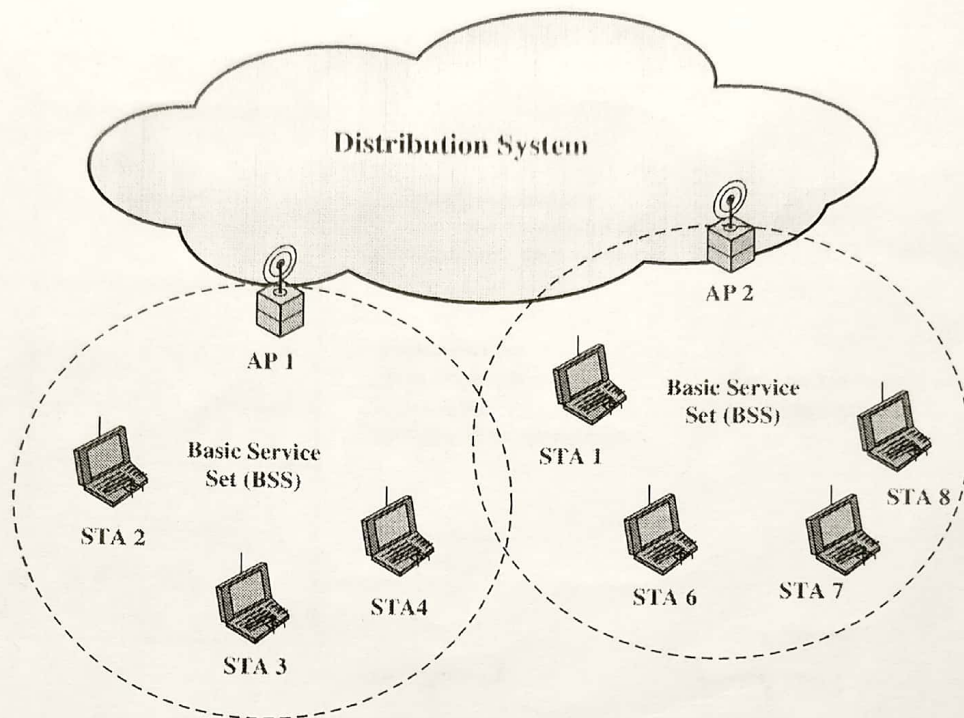 Distribution System
AP 1
AP 2
Basic Service
Set (BSS)
STA 2
STA 3
STA4
Basic Service
Set (BSS)
STA 1
STA 6
STA 7
STA 8